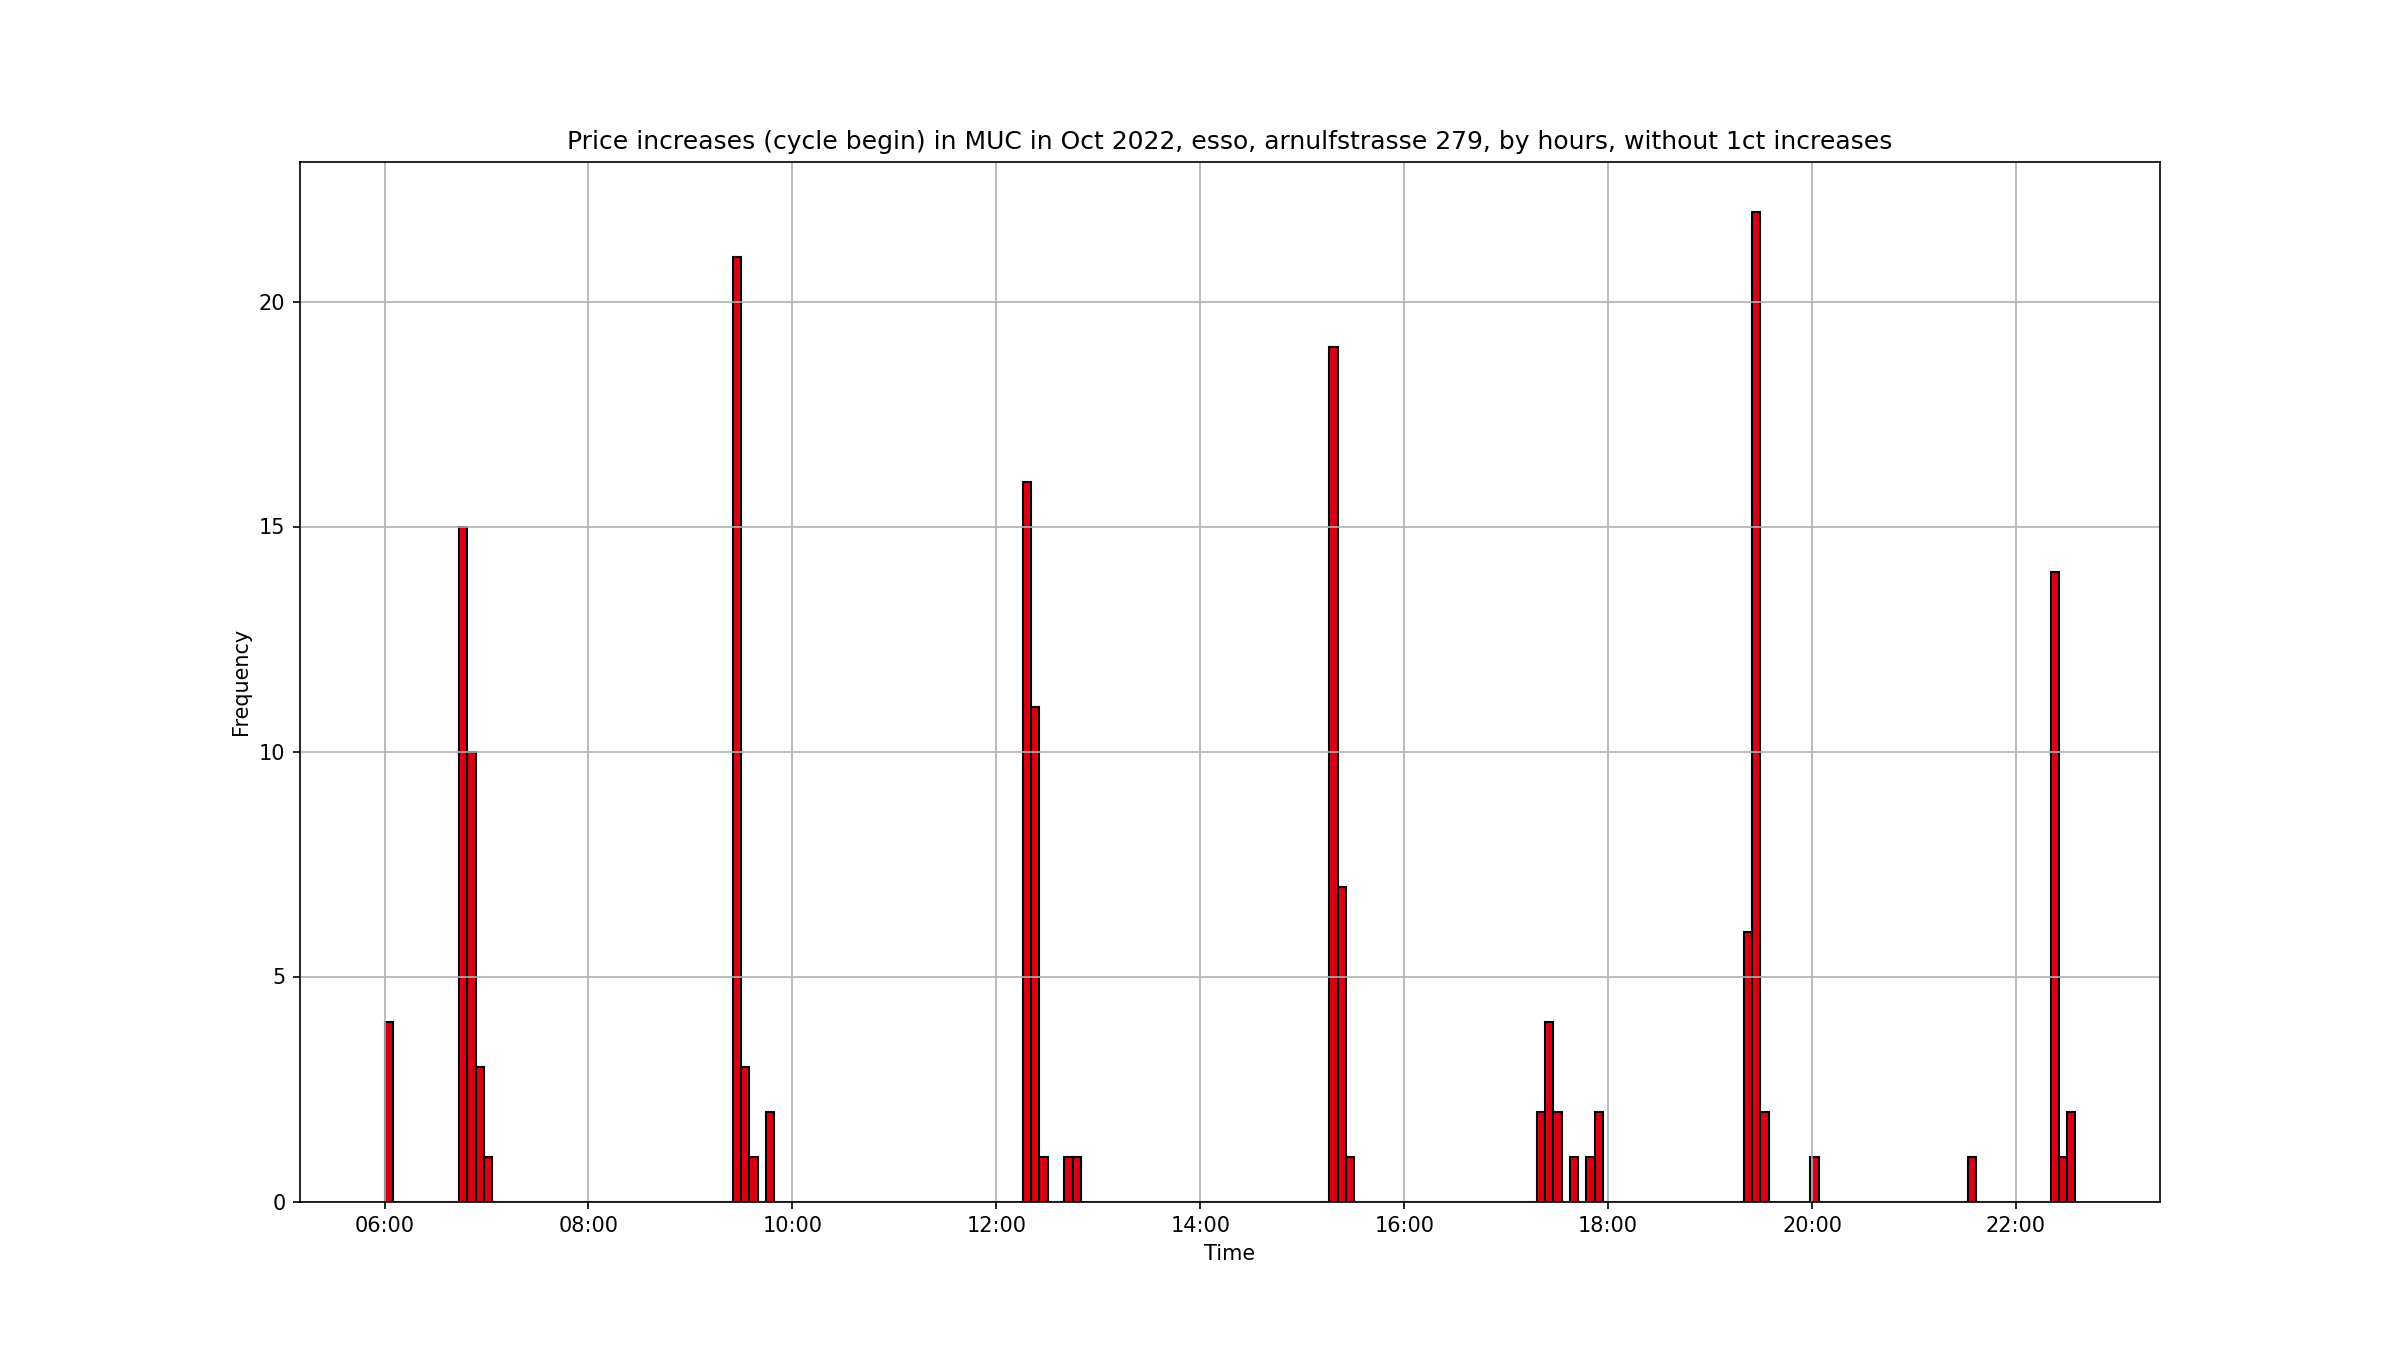 Price increases (cycle begin) in MUC in Oct 2022, esso, arnulfstrasse 279, by hours, without 1ct increases
Frequency
20
15
10
5
0
06:00 08:00 10:00 12:00 14:00 16:00 18:00 20:00 22:00
Time